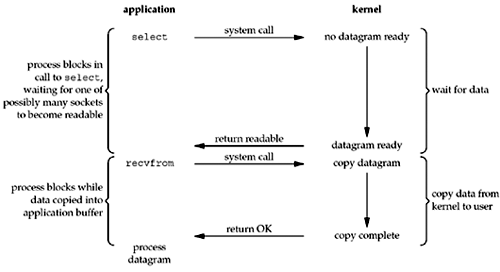 application
kernel
select
system call
no datagram ready
process blocks in
call to select,
waiting for one of
possibly many sockets
to become readable
wait for data
return readable
datagram ready
recvfrom
system call
copy datagram
process blocks while
data copied into
application buffer
copy data from
kernel to user
return OK
copy complete
process
datagram